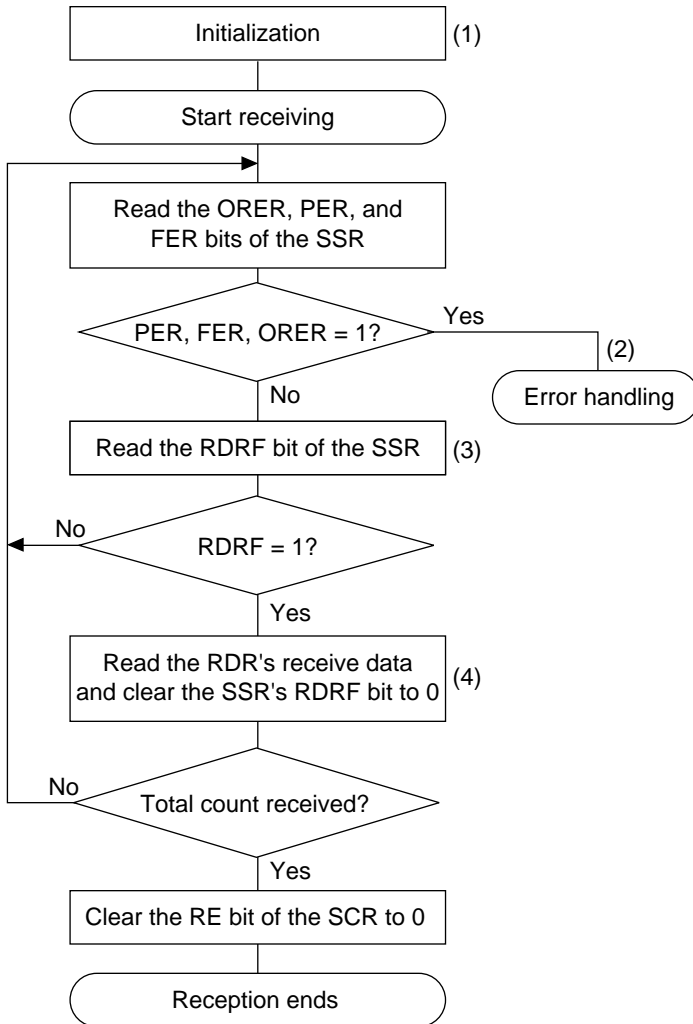 Initialization
(1)
Start receiving
Read the ORER, PER, and
FER bits of the SSR
PER, FER, ORER = 1?
Yes
(2)
Error handling
No
Read the RDRF bit of the SSR
(3)
No
RDRF = 1?
Yes
Read the RDR's receive data
and clear the SSR's RDRF bit to 0
(4)
No
Total count received?
Yes
Clear the RE bit of the SCR to 0
Reception ends